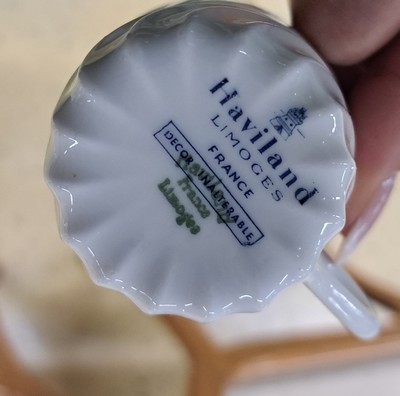 Haviland
LIMOGES
FRANCE
DECOR INALTERABLE
France
Limoges